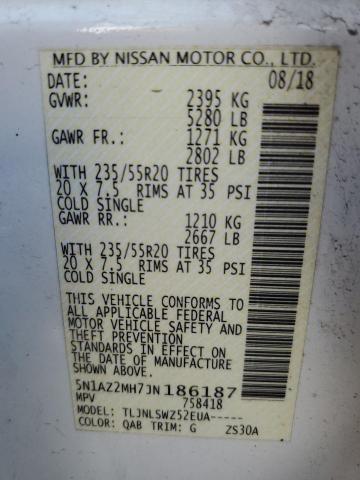 MFD BY NISSAN MOTOR CO., LTD.
DATE: 08/18
GVWR: 2395 KG
5280 LB
GAWR FR.: 1271 KG
2802 LB
WITH 235/55R20 TIRES
20 X 7.5 RIMS AT 35 PSI
COLD SINGLE
GAWR RR.: 1210 KG
2667 LB
WITH 235/55R20 TIRES
20 X 7.5 RIMS AT 35 PSI
COLD SINGLE
THIS VEHICLE CONFORMS TO
ALL APPLICABLE FEDERAL
MOTOR VEHICLE SAFETY AND
THEFT PREVENTION
STANDARDS IN EFFECT ON
THE DATE OF MANUFACTURE
SHOWN ABOVE.
5N1AZ2MH7JN186187
MPV 758418
MODEL: TLJNLSWZ52EUA-----
COLOR: QAB TRIM: G ZS30A